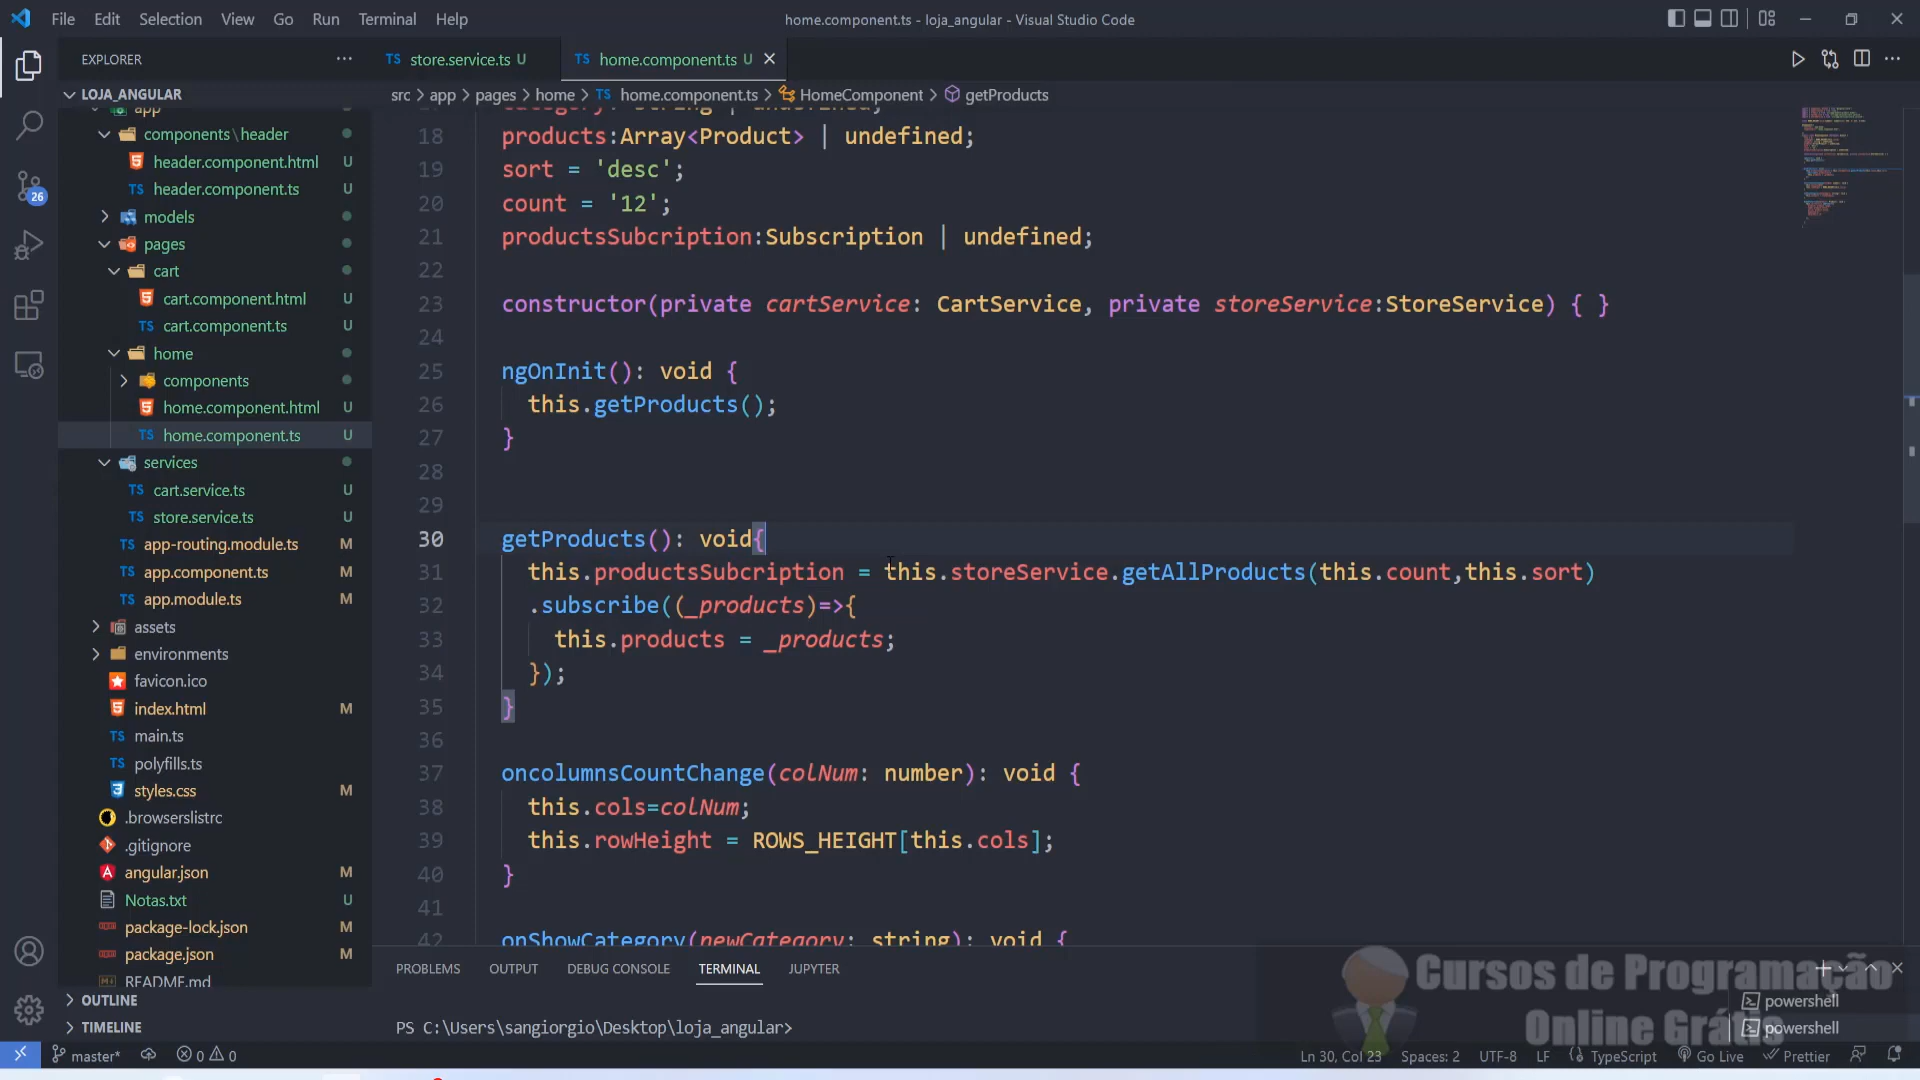 File Edit Selection View Go Run Terminal Help
home.component.ts - loja_angular - Visual Studio Code
EXPLORER
LOJA_ANGULAR
app
components\header
header.component.html U
header.component.ts U
models
pages
cart
cart.component.html U
cart.component.ts U
home
components
home.component.html U
home.component.ts U
services
cart.service.ts U
store.service.ts U
app-routing.module.ts M
app.component.ts M
app.module.ts M
assets
environments
favicon.ico
index.html M
main.ts
polyfills.ts
styles.css M
.browserslistrc
.gitignore
angular.json M
Notas.txt U
package-lock.json M
package.json M
README.md
OUTLINE
TIMELINE
26
TS store.service.ts U
TS home.component.ts U
src > app > pages > home > TS home.component.ts > HomeComponent > getProducts
category: string | undefined;
18 products:Array<Product> | undefined;
19 sort = 'desc';
20 count = '12';
21 productsSubcription:Subscription | undefined;
22
23 constructor(private cartService: CartService, private storeService:StoreService) { }
24
25 ngOnInit(): void {
26 this.getProducts();
27 }
28
29
30 getProducts(): void{
31 this.productsSubcription = this.storeService.getAllProducts(this.count,this.sort)
32 .subscribe((_products)=>{
33 this.products = _products;
34 });
35 }
36
37 oncolumnsCountChange(colNum: number): void {
38 this.cols=colNum;
39 this.rowHeight = ROWS_HEIGHT[this.cols];
40 }
41
42 onShowCategory(newCategory: string): void {
PROBLEMS OUTPUT DEBUG CONSOLE TERMINAL JUPYTER
PS C:\Users\sangiorgio\Desktop\loja_angular>
powershell
powershell
Cursos de Programação
Online Grátis
master* 0 0
Ln 30, Col 23 Spaces: 2 UTF-8 LF TypeScript Go Live Prettier